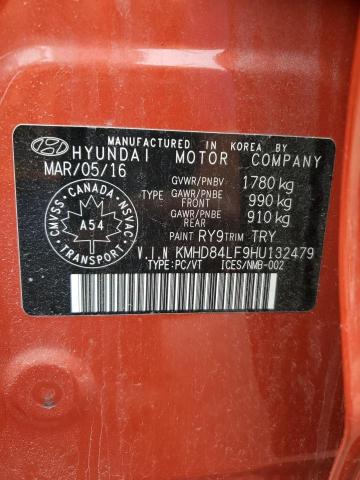 MANUFACTURED IN KOREA BY
HYUNDAI MOTOR COMPANY
MAR/05/16
GVWR/PNBV 1780 kg
TYPE GAWR/PNBE FRONT 990 kg
GAWR/PNBE REAR 910 kg
PAINT RY9 TRIM TRY
V.I.N KMHD84LF9HU132479
TYPE:PC/VT ICES/NMB-002
CMVSS CANADA NSVAC
A54
TRANSPORT